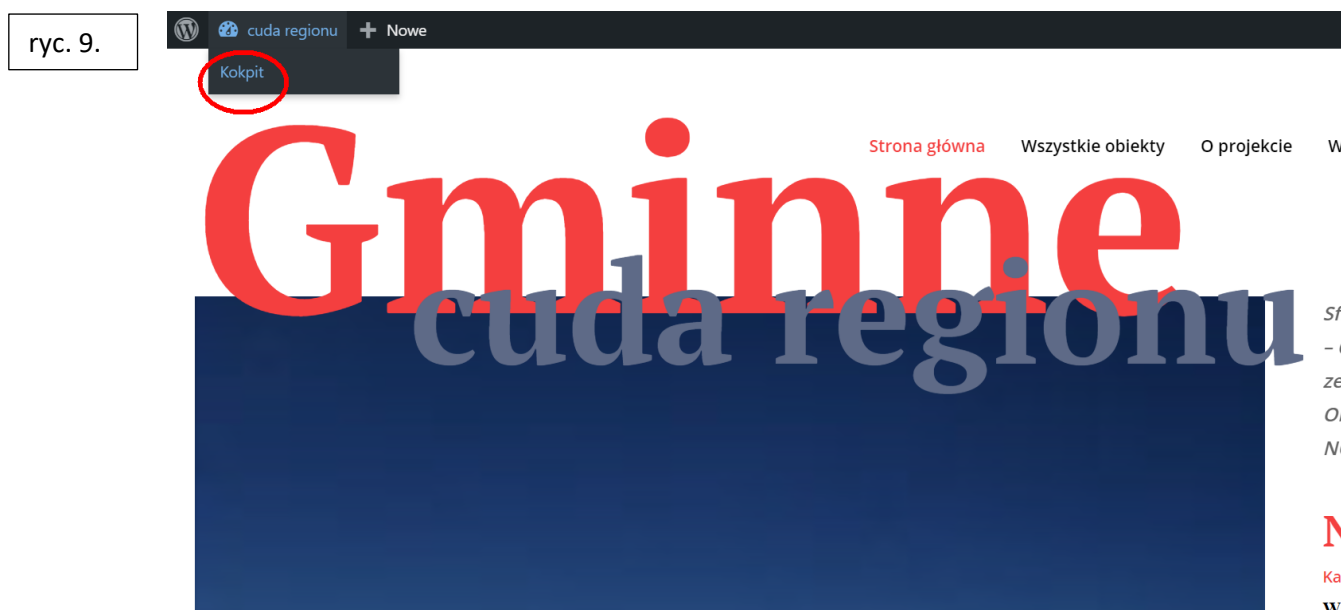 ryc. 9.
cuda regionu + Nowe
Kokpit
Gminne
Strona główna Wszystkie obiekty O projekcie
cuda regionu